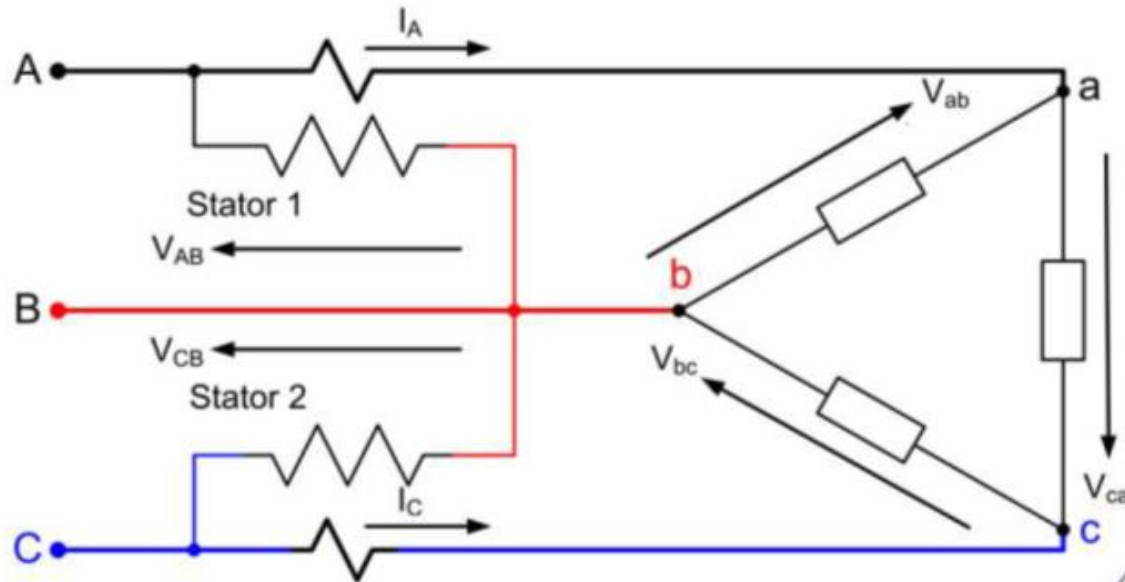 I_A
A
a
V_ab
Stator 1
V_AB
b
B
V_CB
V_bc
Stator 2
V_ca
I_C
C
c